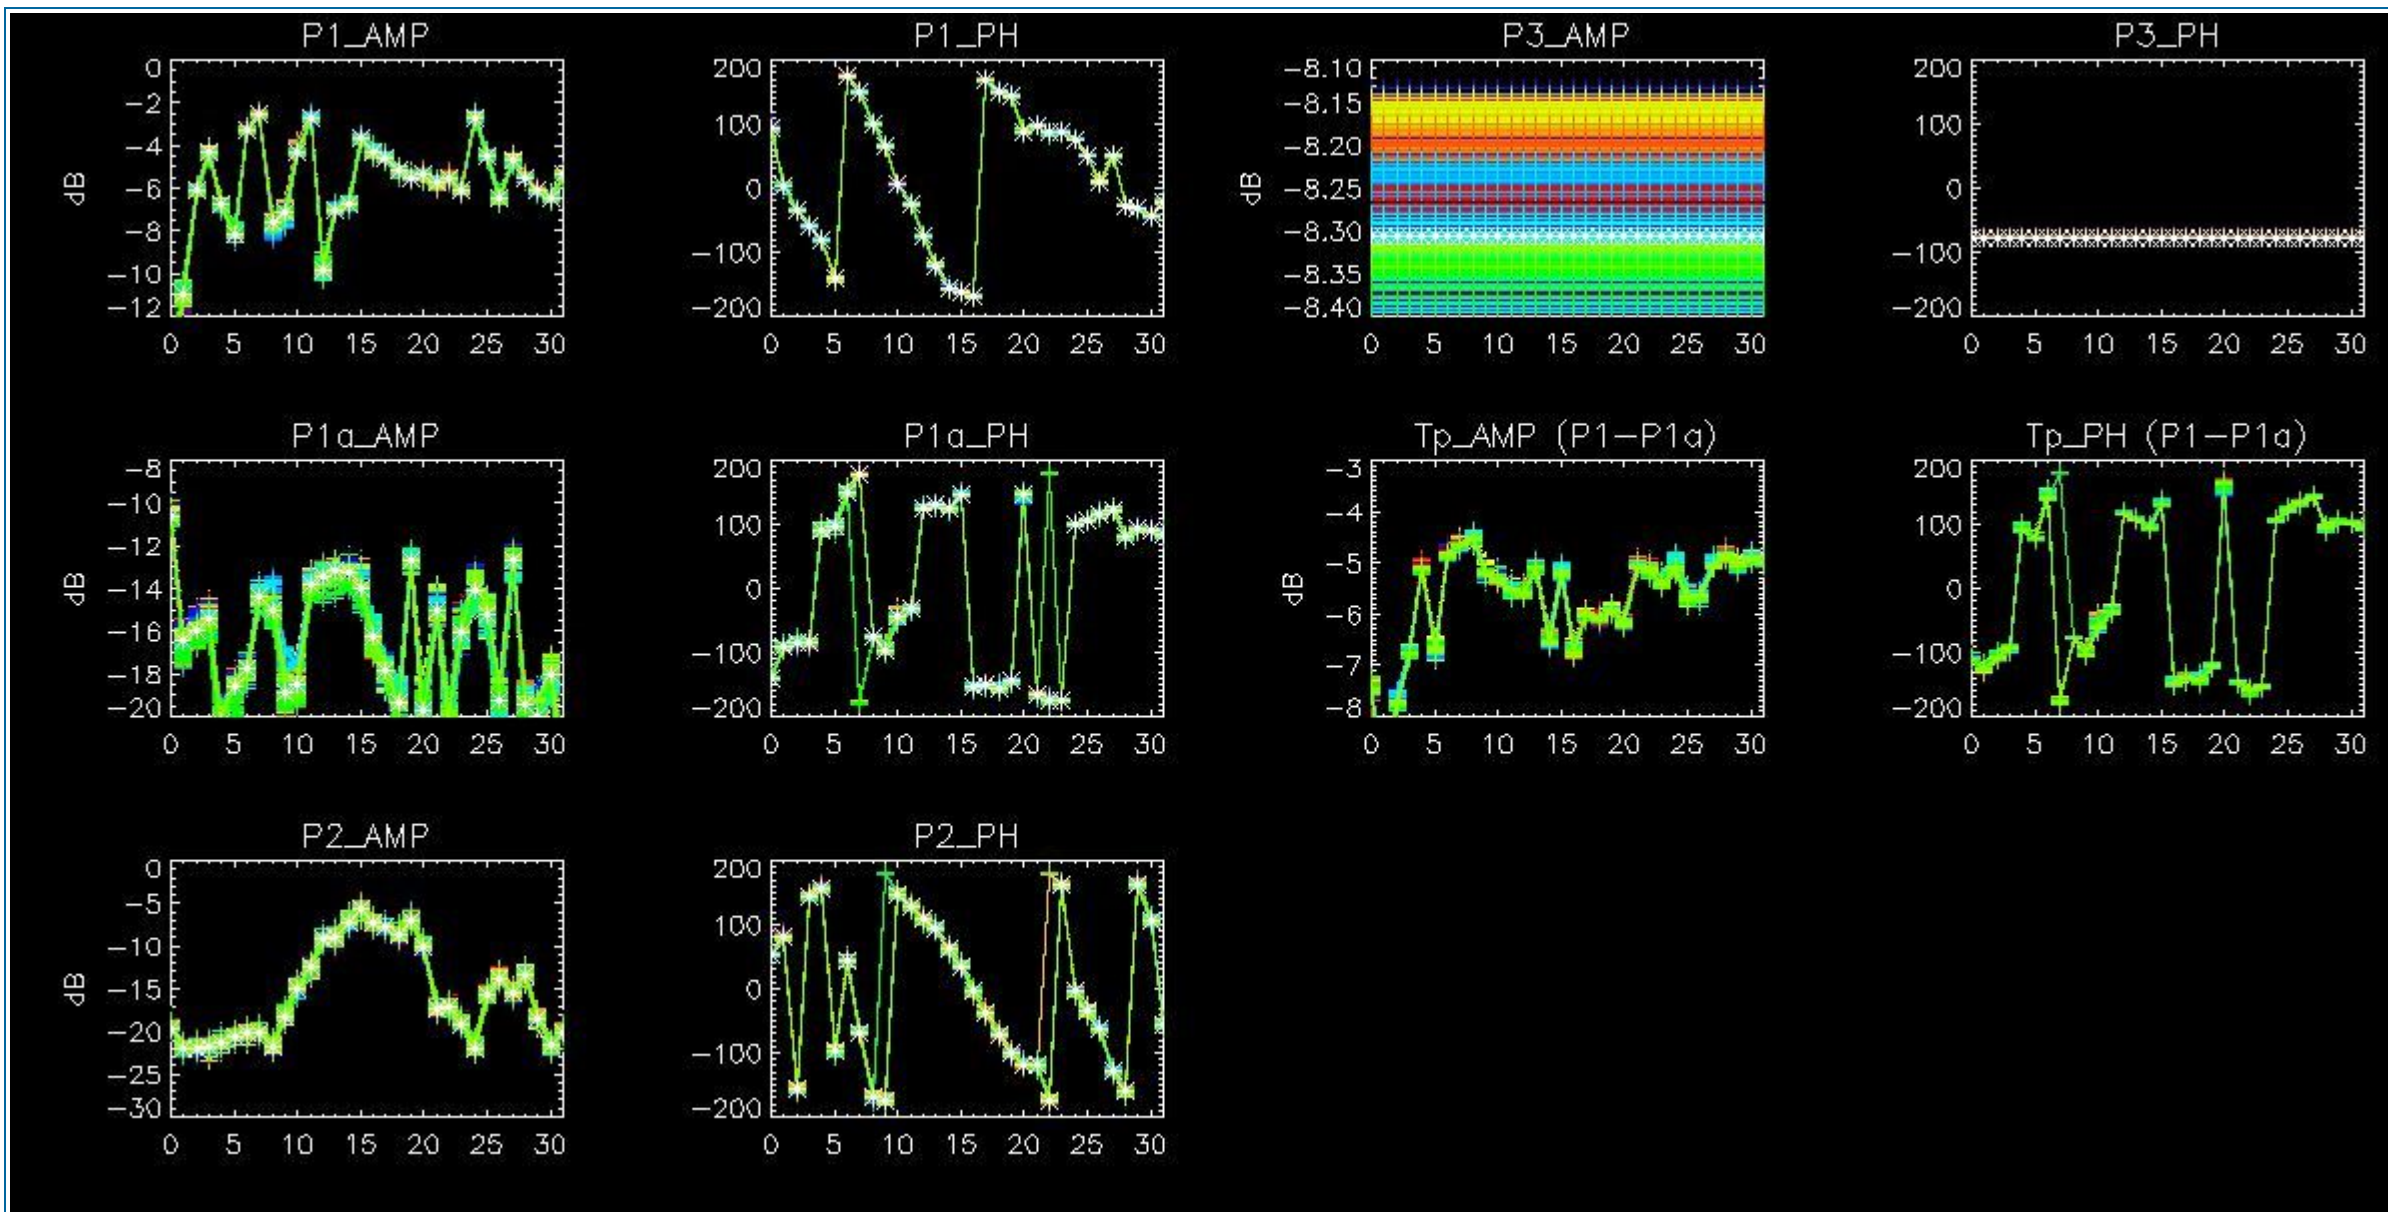 P1_AMP
P1_PH
P3_AMP
P3_PH
dB
0
−2
−4
−6
−8
−10
−12
0 5 10 15 20 25 30
200
100
0
−100
−200
0 5 10 15 20 25 30
dB
−8.10
−8.15
−8.20
−8.25
−8.30
−8.35
−8.40
0 5 10 15 20 25 30
200
100
0
−100
−200
0 5 10 15 20 25 30
P1a_AMP
P1a_PH
Tp_AMP (P1−P1a)
Tp_PH (P1−P1a)
dB
−8
−10
−12
−14
−16
−18
−20
0 5 10 15 20 25 30
200
100
0
−100
−200
0 5 10 15 20 25 30
dB
−3
−4
−5
−6
−7
−8
0 5 10 15 20 25 30
200
100
0
−100
−200
0 5 10 15 20 25 30
P2_AMP
P2_PH
dB
0
−5
−10
−15
−20
−25
−30
0 5 10 15 20 25 30
200
100
0
−100
−200
0 5 10 15 20 25 30